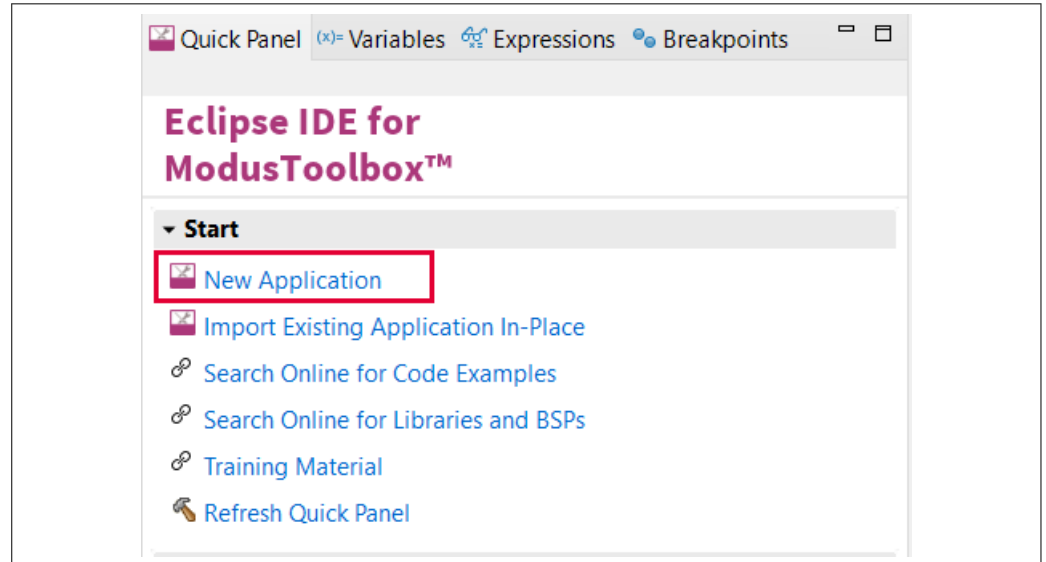 Quick Panel (x)= Variables Expressions Breakpoints
Eclipse IDE for
ModusToolbox™
Start
New Application
Import Existing Application In-Place
Search Online for Code Examples
Search Online for Libraries and BSPs
Training Material
Refresh Quick Panel